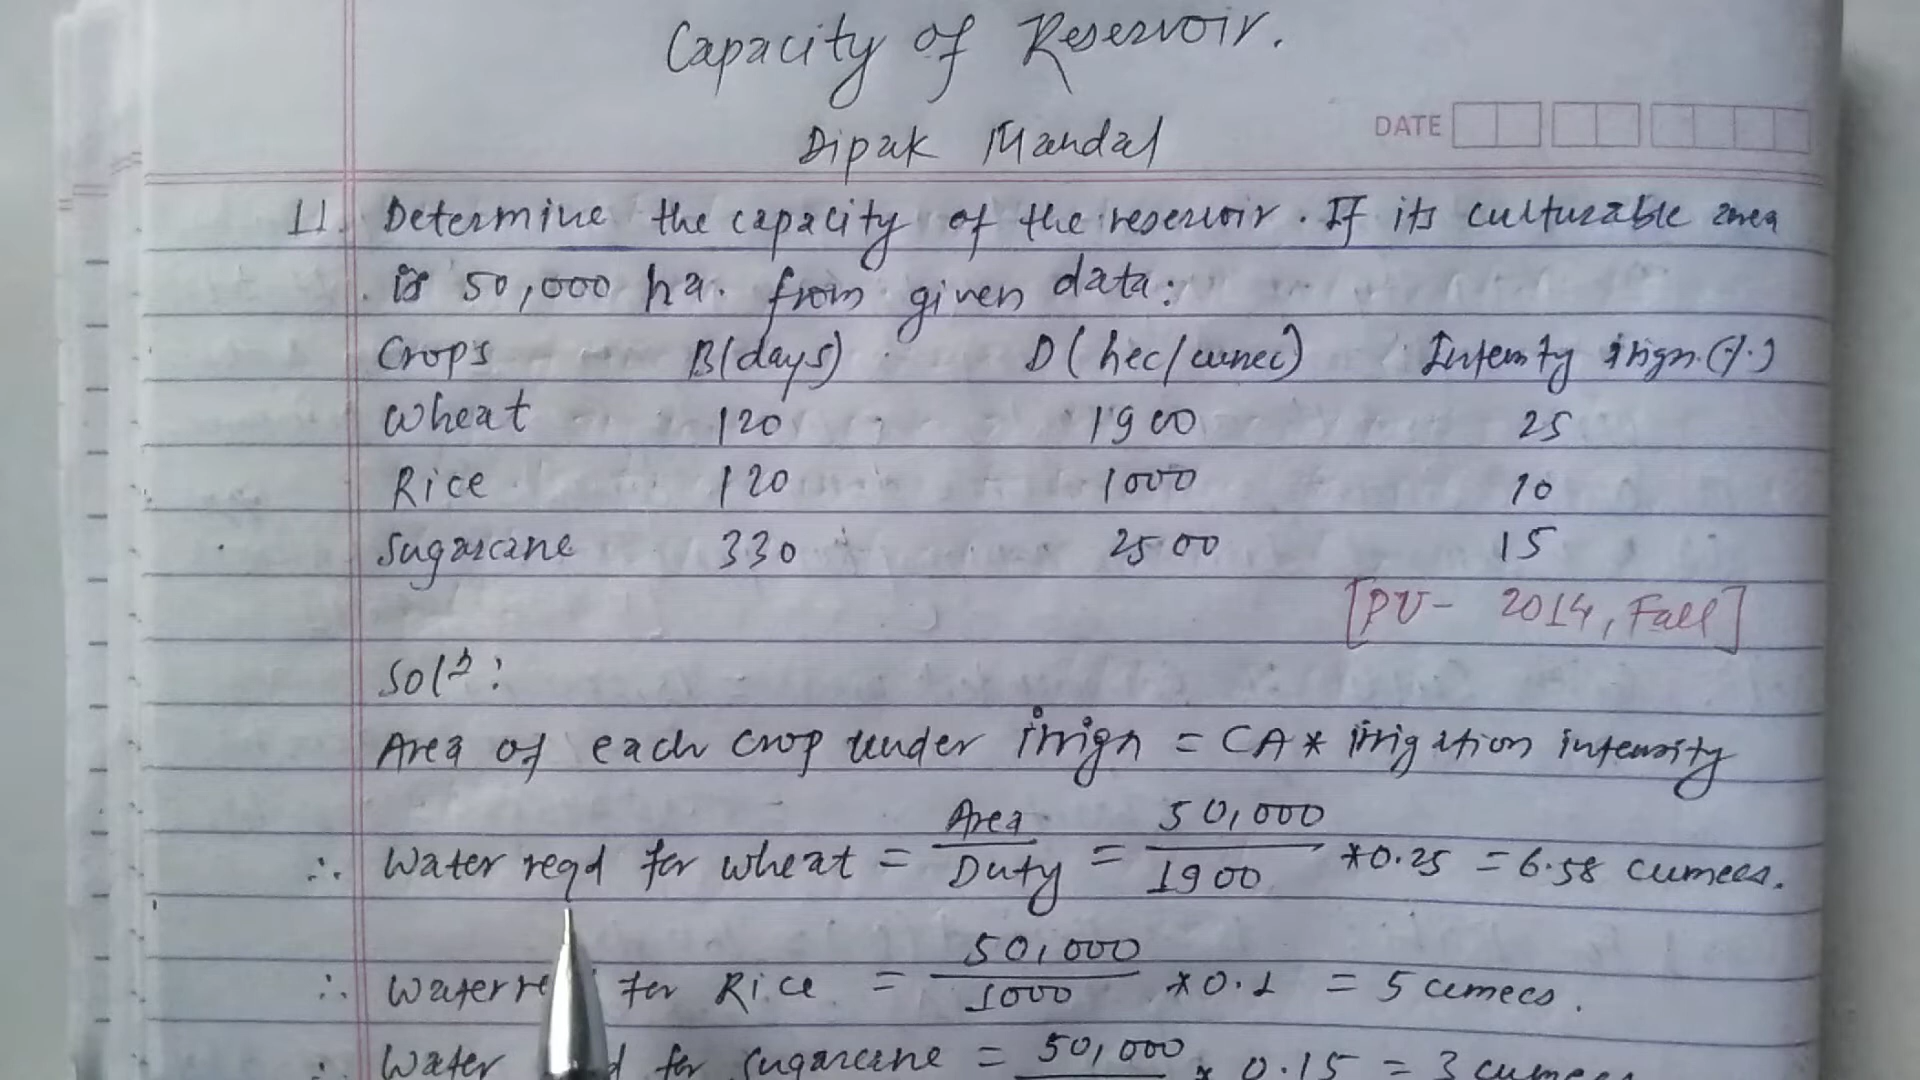 Capacity of Reservoir.
Dipak Mandal
DATE
11. Determine the capacity of the reservoir. If its culturable area
is 50,000 ha. from given data:
Crops B(days) D(hec/cumec) Intensity irign.(%)
Wheat 120 1900 25
Rice 120 1000 10
Sugarcane 330 2500 15
[PU- 2014, Fall]
Solⁿ:
Area of each crop under irrign = CA * irrigation intensity
∴ Water reqd for wheat = Area/Duty = 50,000/1900 *0.25 = 6.58 cumecs.
∴ Water re for Rice = 50,000/1000 *0.1 = 5 cumecs.
∴ Water d for sugarcane = 50,000 * 0.15 = 3 cumecs